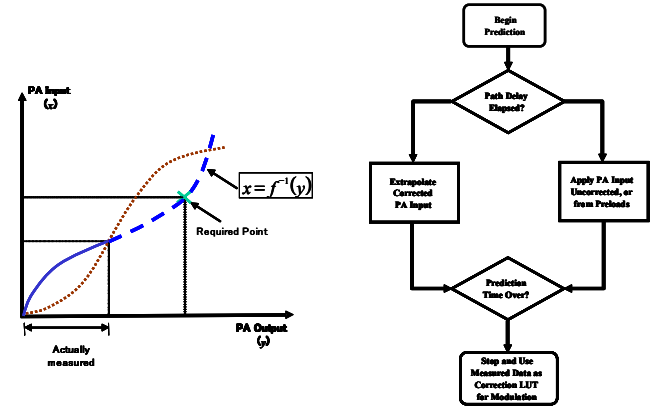 PA Input
(x)
x = f⁻¹(y)
Required Point
PA Output
(y)
Actually
measured
Begin
Prediction
Path Delay
Elapsed?
Extrapolate
Corrected
PA Input
Apply PA Input
Uncorrected, or
from Preloads
Prediction
Time Over?
Stop and Use
Measured Data as
Correction LUT
for Modulation